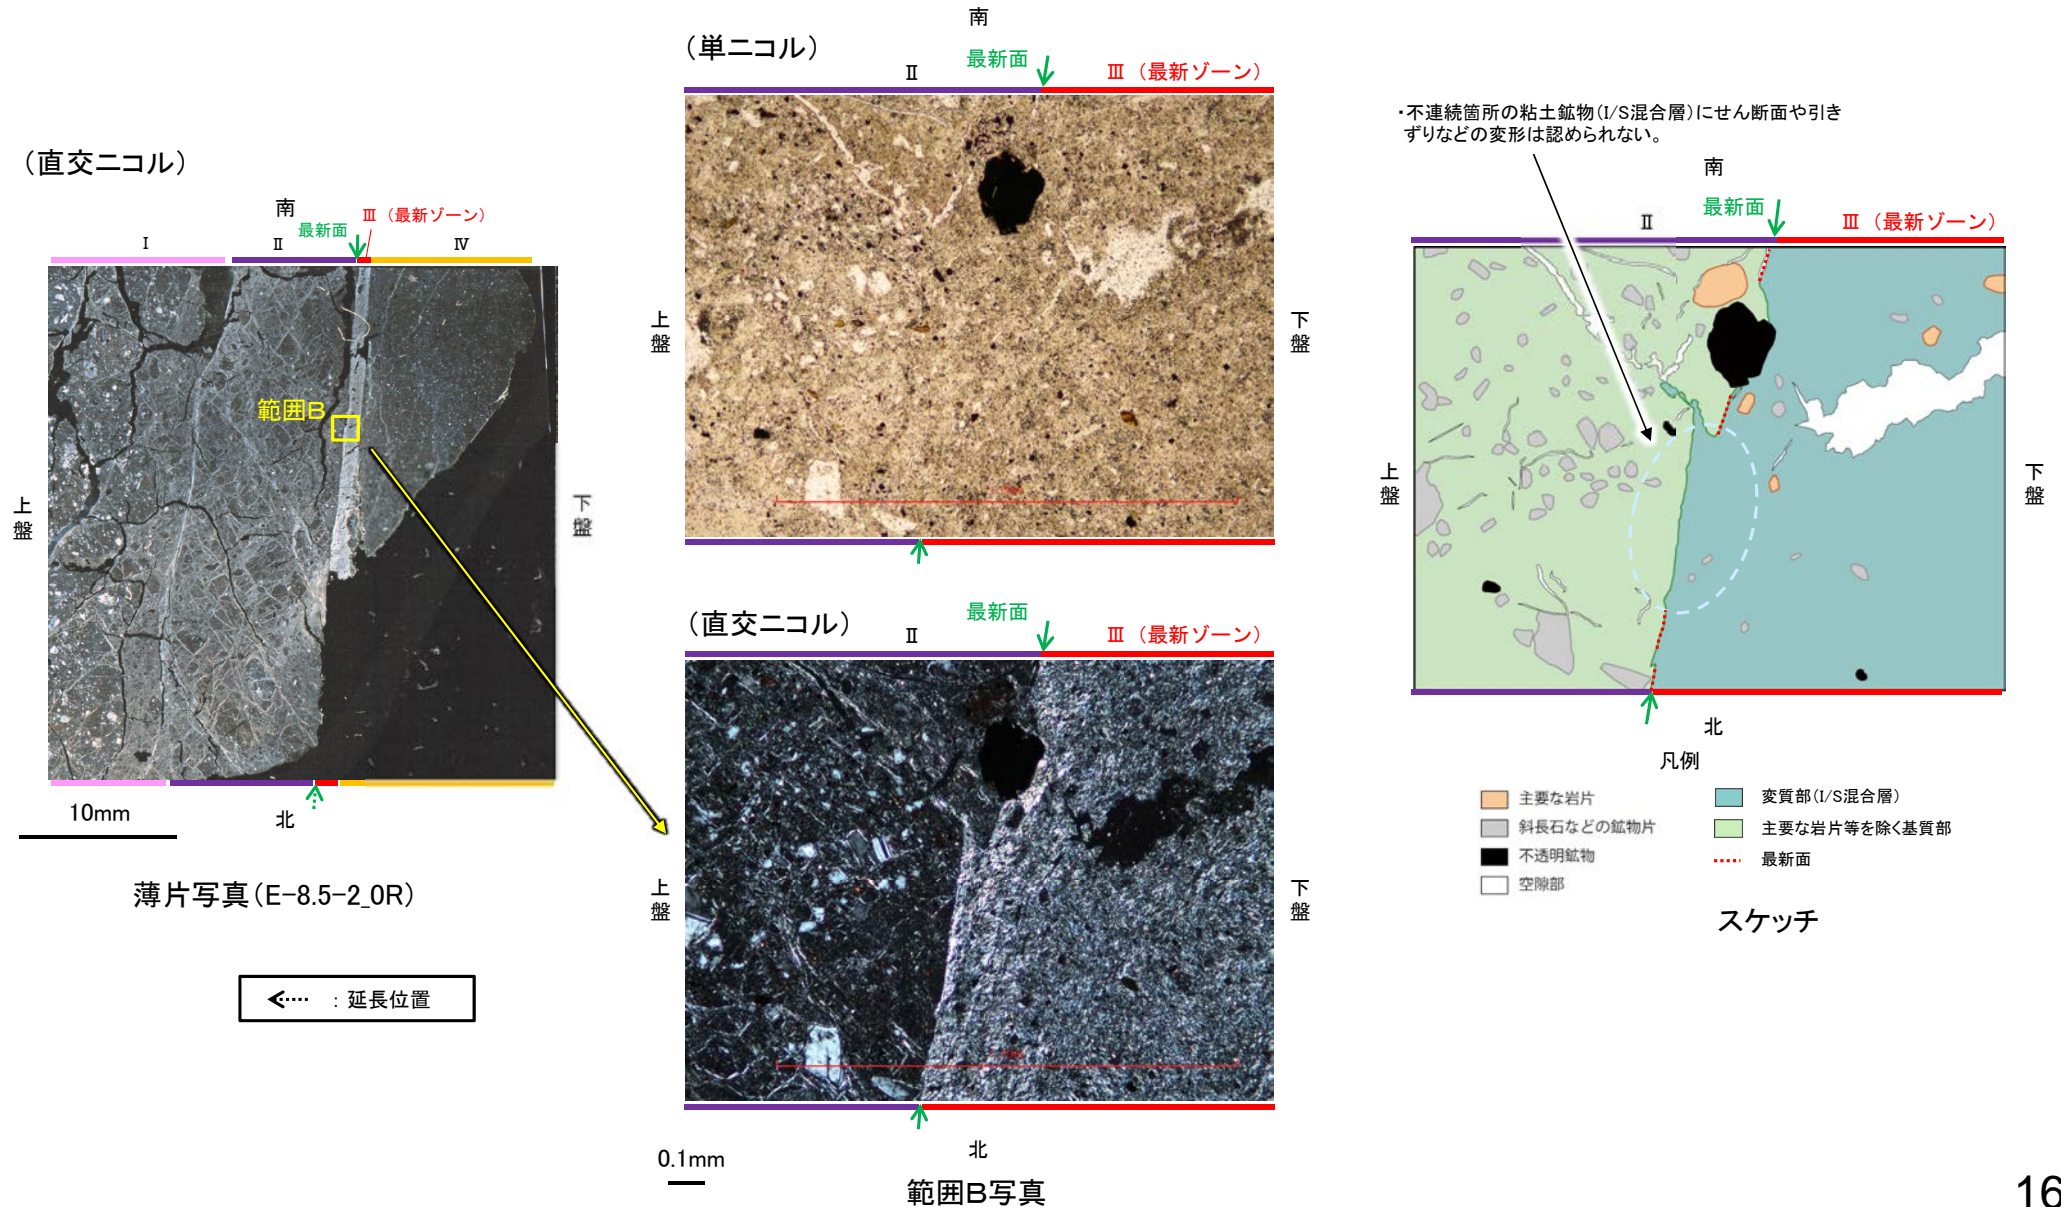 (直交ニコル)
南
最新面
Ⅲ (最新ゾーン)
Ⅰ
Ⅱ
Ⅳ
範囲B
上盤
下盤
10mm
北
薄片写真(E-8.5-2_0R)
: 延長位置
(単ニコル)
南
最新面
Ⅱ
Ⅲ (最新ゾーン)
上盤
下盤
(直交ニコル)
最新面
Ⅱ
Ⅲ (最新ゾーン)
上盤
下盤
北
0.1mm
範囲B写真
・不連続箇所の粘土鉱物(I/S混合層)にせん断面や引き
ずりなどの変形は認められない。
南
最新面
Ⅱ
Ⅲ (最新ゾーン)
上盤
下盤
北
凡例
主要な岩片
斜長石などの鉱物片
不透明鉱物
空隙部
変質部(I/S混合層)
主要な岩片等を除く基質部
最新面
スケッチ
16